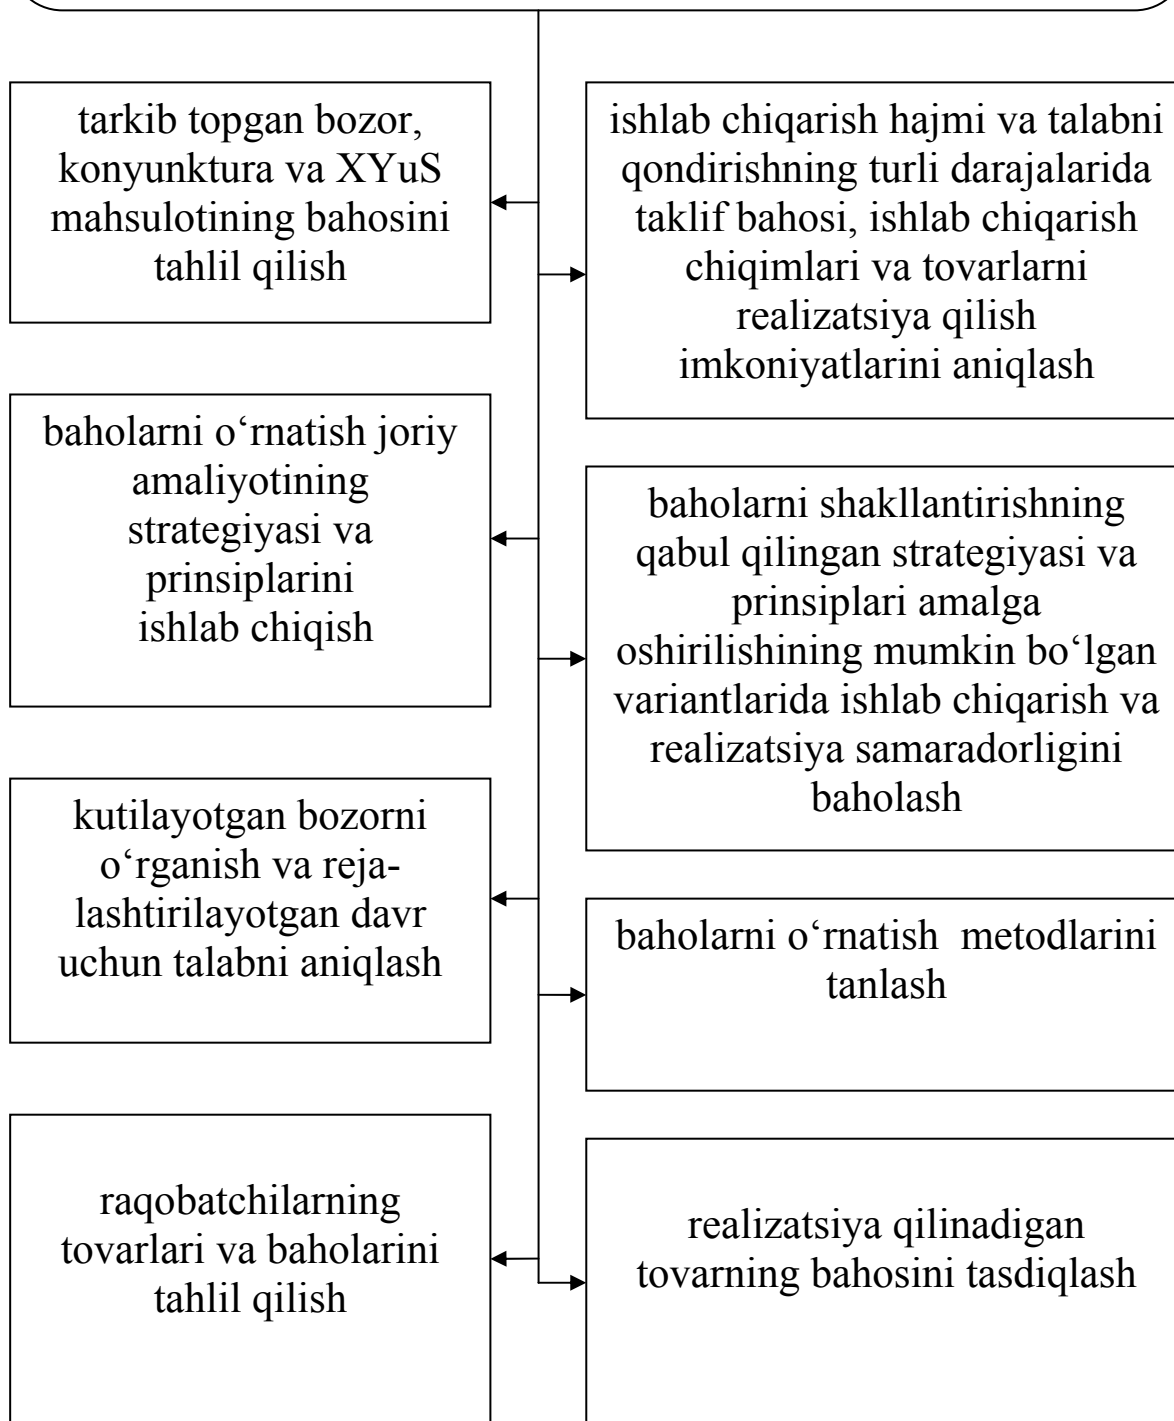 tarkib topgan bozor,
konyunktura va XYuS
mahsulotining bahosini
tahlil qilish
ishlab chiqarish hajmi va talabni
qondirishning turli darajalarida
taklif bahosi, ishlab chiqarish
chiqimlari va tovarlarni
realizatsiya qilish
imkoniyatlarini aniqlash
baholarni o‘rnatish joriy
amaliyotining
strategiyasi va
prinsiplarini
ishlab chiqish
baholarni shakllantirishning
qabul qilingan strategiyasi va
prinsiplari amalga
oshirilishining mumkin bo‘lgan
variantlarida ishlab chiqarish va
realizatsiya samaradorligini
baholash
kutilayotgan bozorni
o‘rganish va reja-
lashtirilayotgan davr
uchun talabni aniqlash
baholarni o‘rnatish metodlarini
tanlash
raqobatchilarning
tovarlari va baholarini
tahlil qilish
realizatsiya qilinadigan
tovarning bahosini tasdiqlash